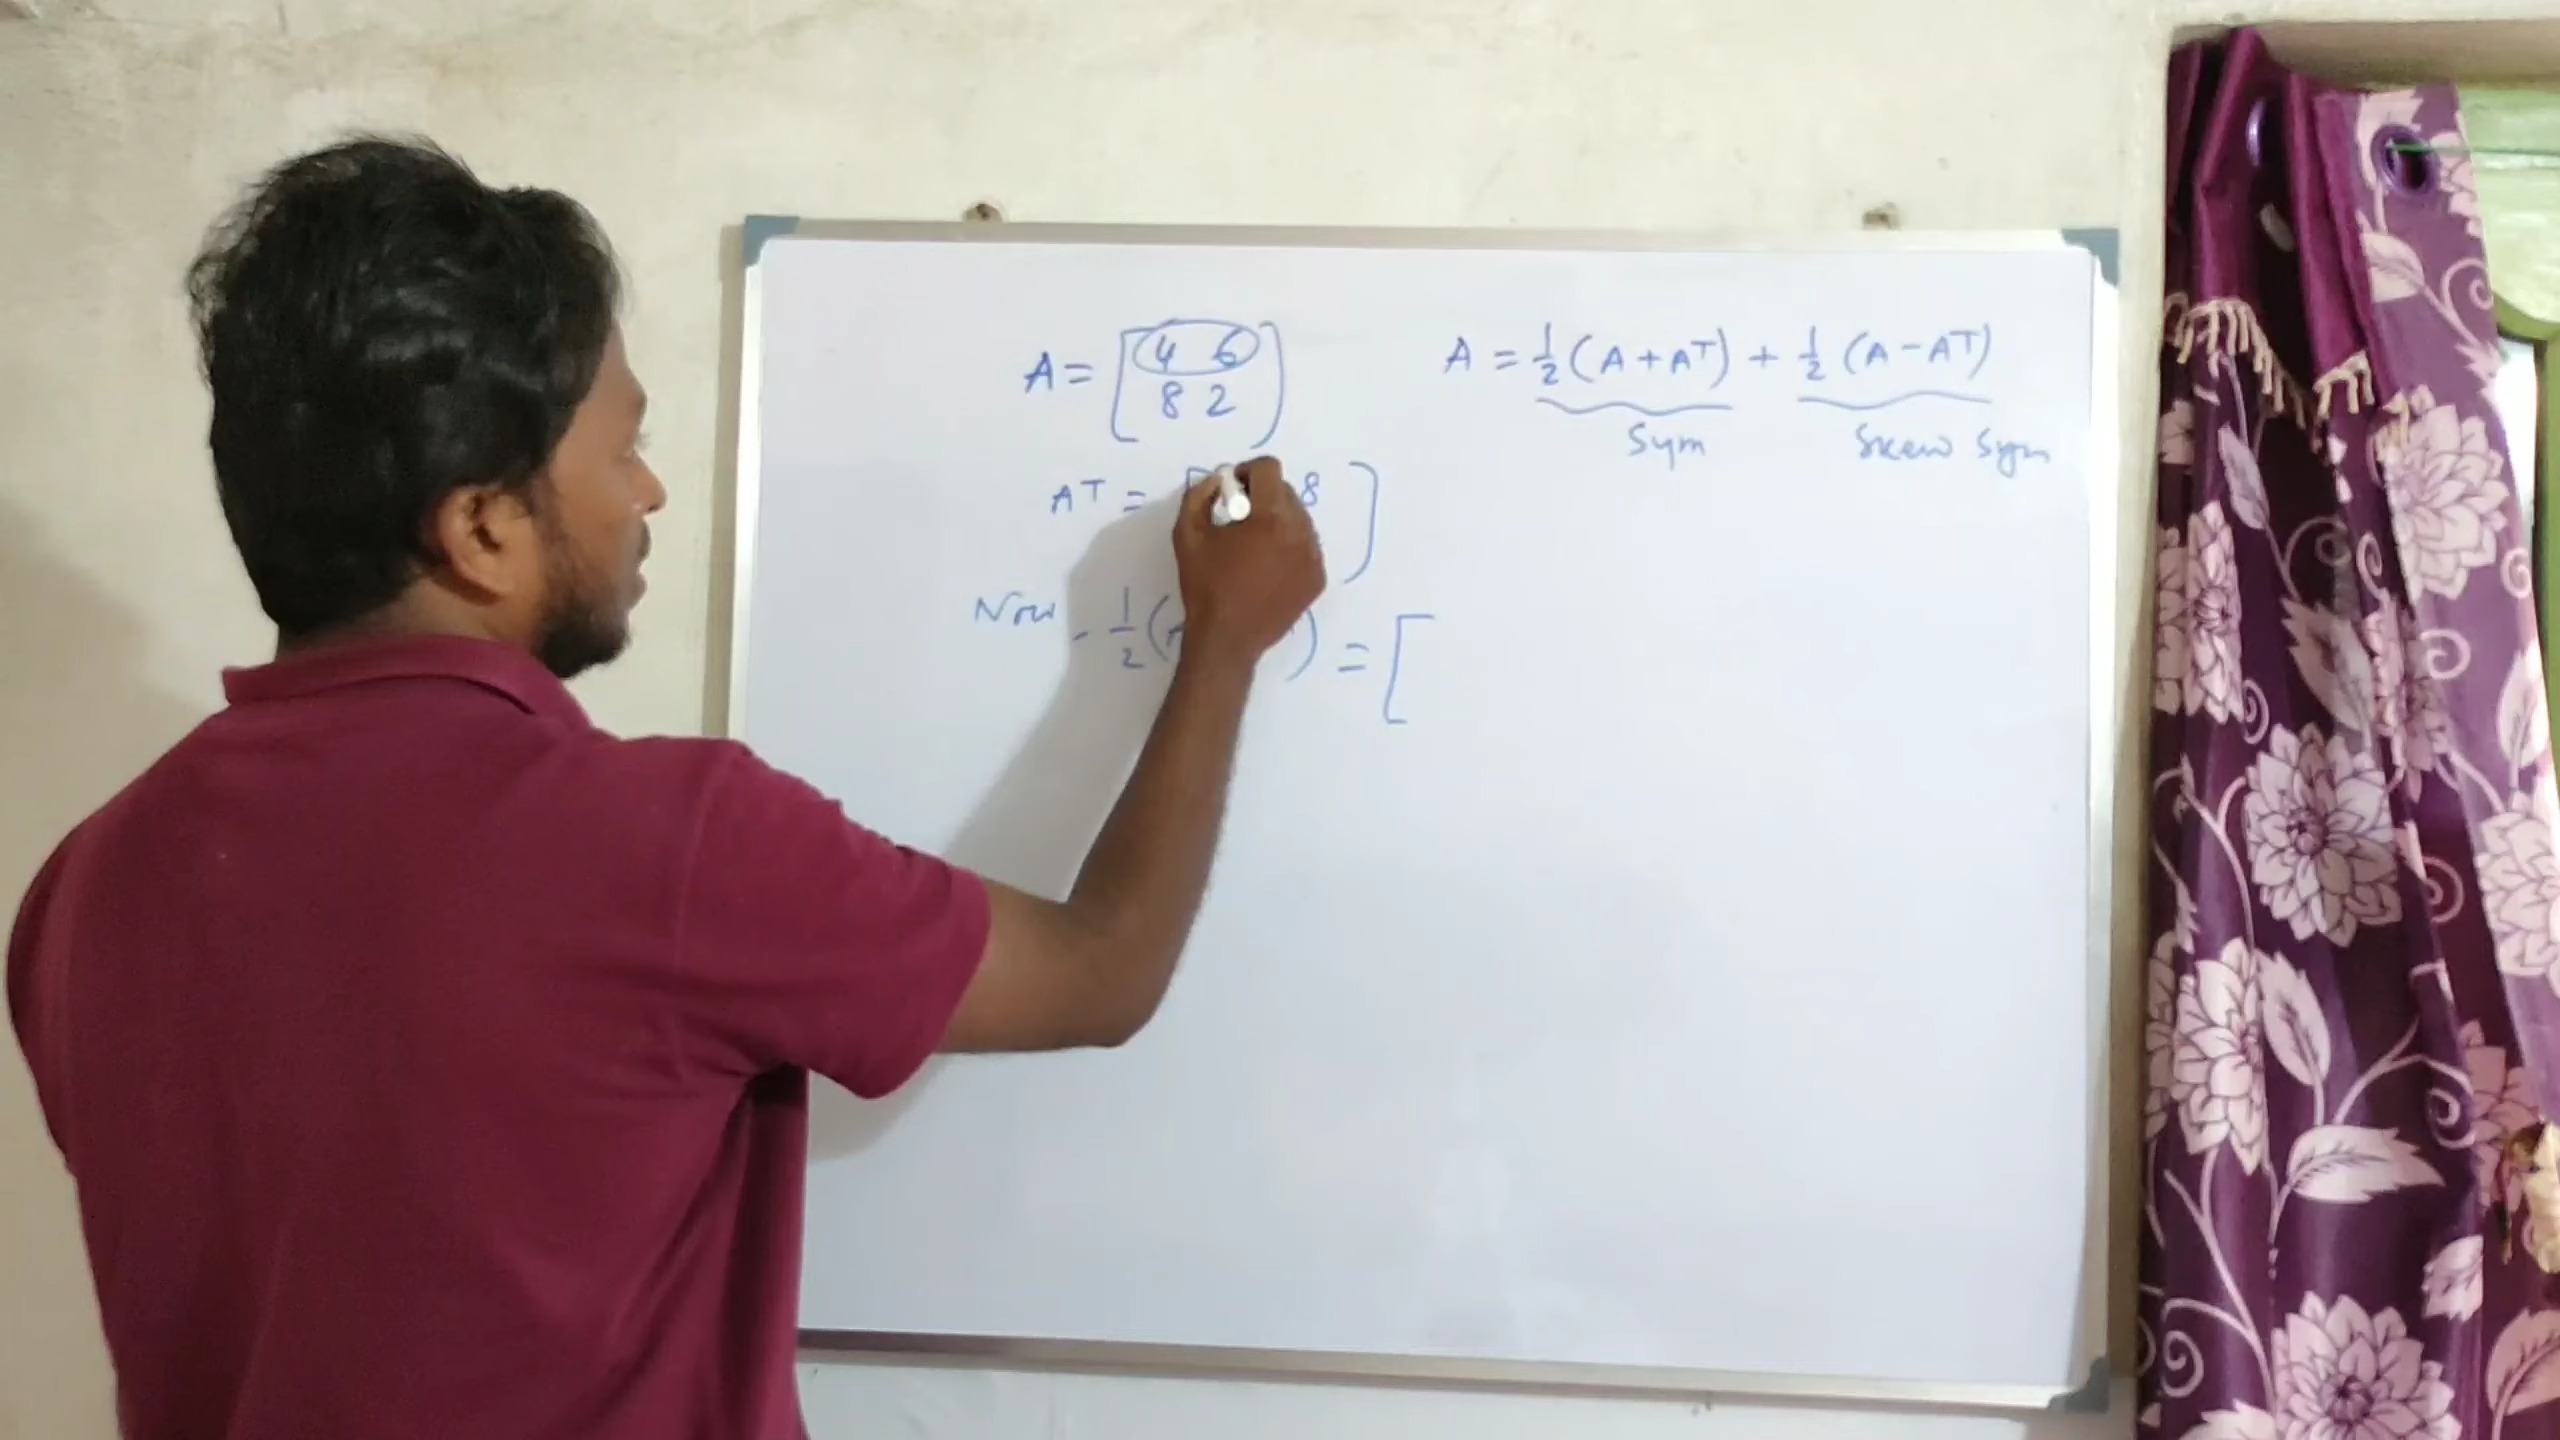 A = [4 6
8 2]
A = 1/2 (A + Aᵀ) + 1/2 (A - Aᵀ)
Sym
Skew Sym
Aᵀ = [ 8 ]
Now - 1/2 (A ) = [